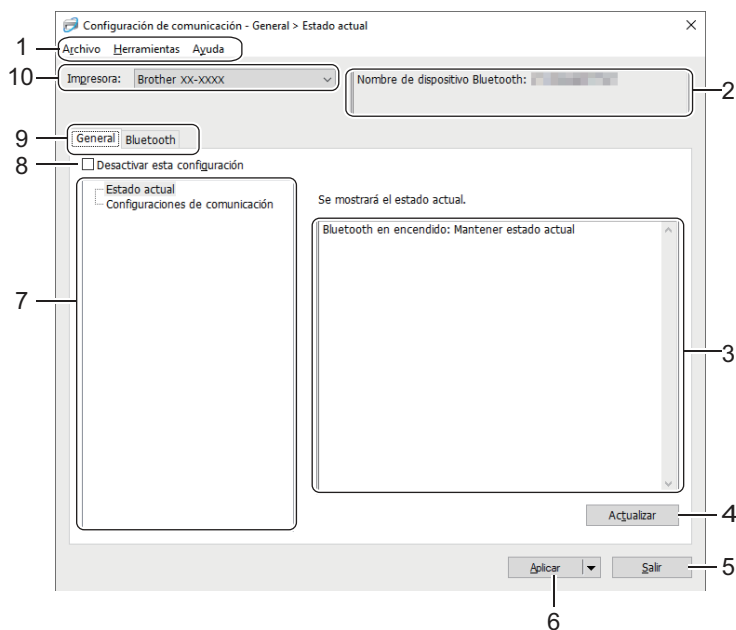 Configuración de comunicación - General > Estado actual
1
Archivo Herramientas Ayuda
10
Impresora: Brother XX-XXXX
Nombre de dispositivo Bluetooth:
2
9
General Bluetooth
8
Desactivar esta configuración
Estado actual
Configuraciones de comunicación
Se mostrará el estado actual.
Bluetooth en encendido: Mantener estado actual
7
3
Actualizar
4
Aplicar
Salir
5
6